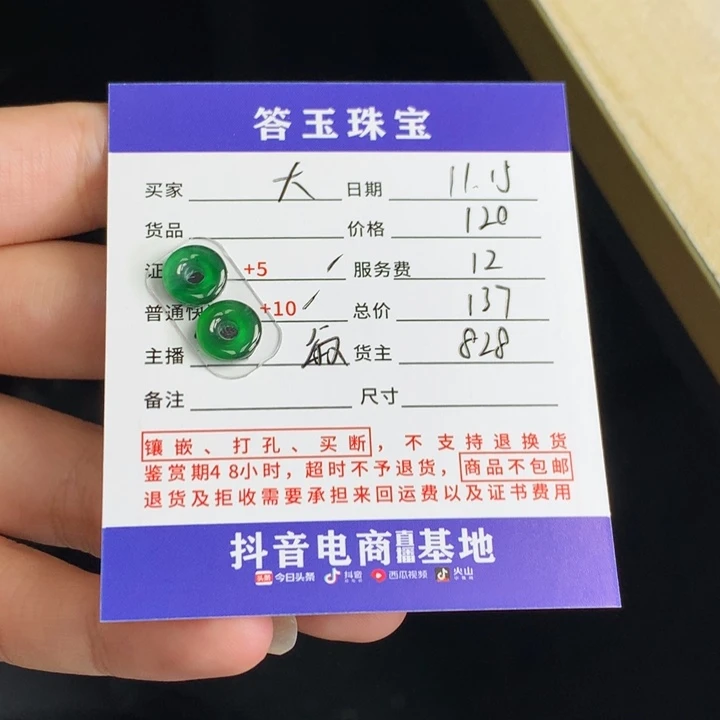 答玉珠宝
买家 大 日期 11.15
货品 价格 120
证 +5 服务费 12
普通快 +10 总价 137
主播 敏 货主 828
备注 尺寸
镶嵌、打孔、买断，不支持退换货
鉴赏期48小时，超时不予退货，商品不包邮
退货及拒收需要承担来回运费以及证书费用
抖音电商直播基地
头条 今日头条 抖音 西瓜视频 火山